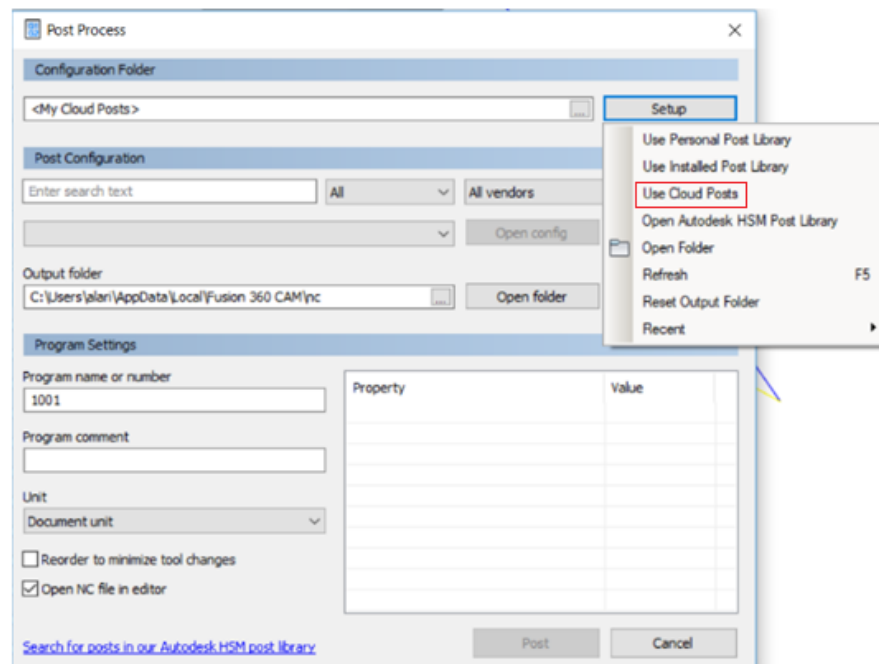 Post Process
Configuration Folder
<My Cloud Posts>
...
Setup
Use Personal Post Library
Use Installed Post Library
Use Cloud Posts
Open Autodesk HSM Post Library
Open Folder
Refresh F5
Reset Output Folder
Recent
Post Configuration
Enter search text
All
All vendors
Open config
Output folder
C:\Users\alari\AppData\Local\Fusion 360 CAM\nc
...
Open folder
Program Settings
Program name or number
1001
Program comment
Unit
Document unit
Reorder to minimize tool changes
Open NC file in editor
Property Value
Search for posts in our Autodesk HSM post library
Post
Cancel